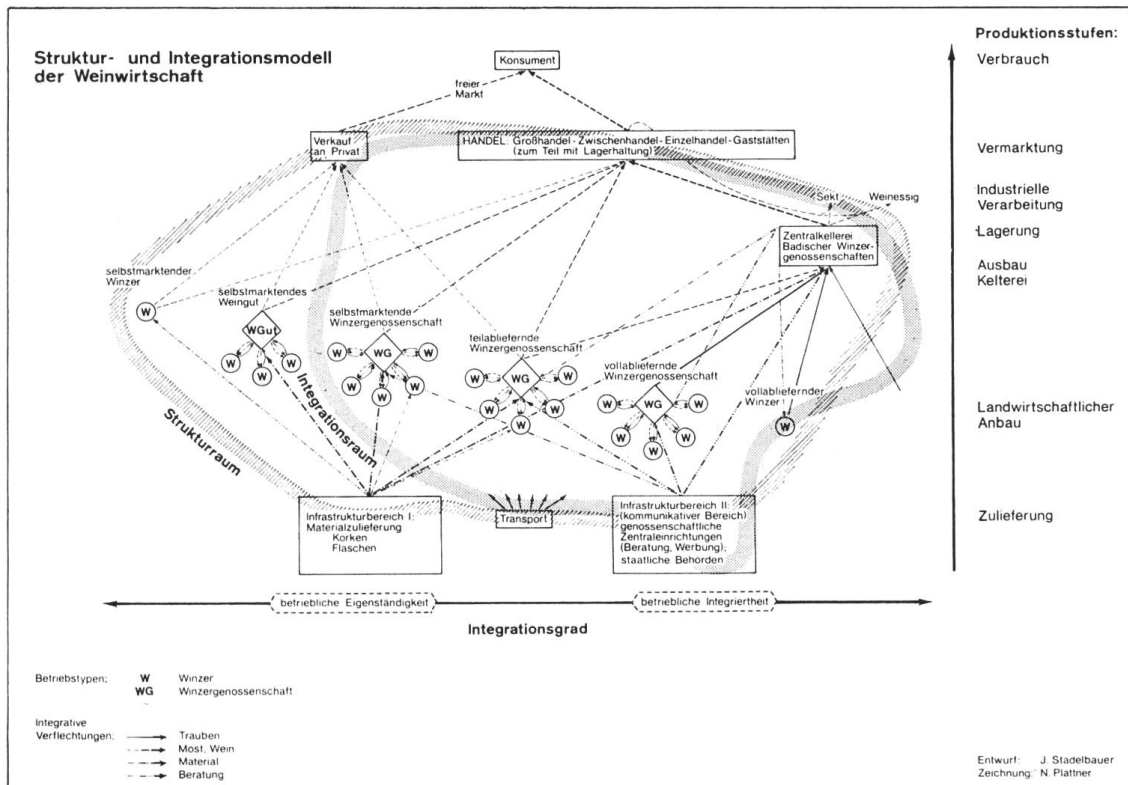 Struktur- und Integrationsmodell
der Weinwirtschaft
Produktionsstufen:
Verbrauch
Vermarktung
Industrielle
Verarbeitung
Lagerung
Ausbau
Kelterei
Landwirtschaftlicher
Anbau
Zulieferung
Konsument
freier
Markt
Verkauf
an Privat
HANDEL: Großhandel-Zwischenhandel-Einzelhandel-Gaststätten
(zum Teil mit Lagerhaltung)
Sekt
Weinessig
Zentralkellerei
Badischer Winzer-
genossenschaften
selbstmarktender
Winzer
W
selbstmarktendes
Weingut
WGut
W
W
W
W
selbstmarktende
Winzergenossenschaft
WG
W
W
W
W
W
teilabliefernde
Winzergenossenschaft
WG
W
W
W
W
W
vollabliefernde
Winzergenossenschaft
WG
W
W
W
W
W
vollabliefernder
Winzer
W
Strukturraum
Integrationsraum
Infrastrukturbereich I:
Materialzulieferung
Korken
Flaschen
Transport
Infrastrukturbereich II:
(kommunikativer Bereich)
genossenschaftliche
Zentraleinrichtungen
(Beratung, Werbung);
staatliche Behörden
betriebliche Eigenständigkeit
betriebliche Integriertheit
Integrationsgrad
Betriebstypen: W Winzer
WG Winzergenossenschaft
Integrative
Verflechtungen: Trauben
Most, Wein
Material
Beratung
Entwurf: J. Stadelbauer
Zeichnung: N. Plattner